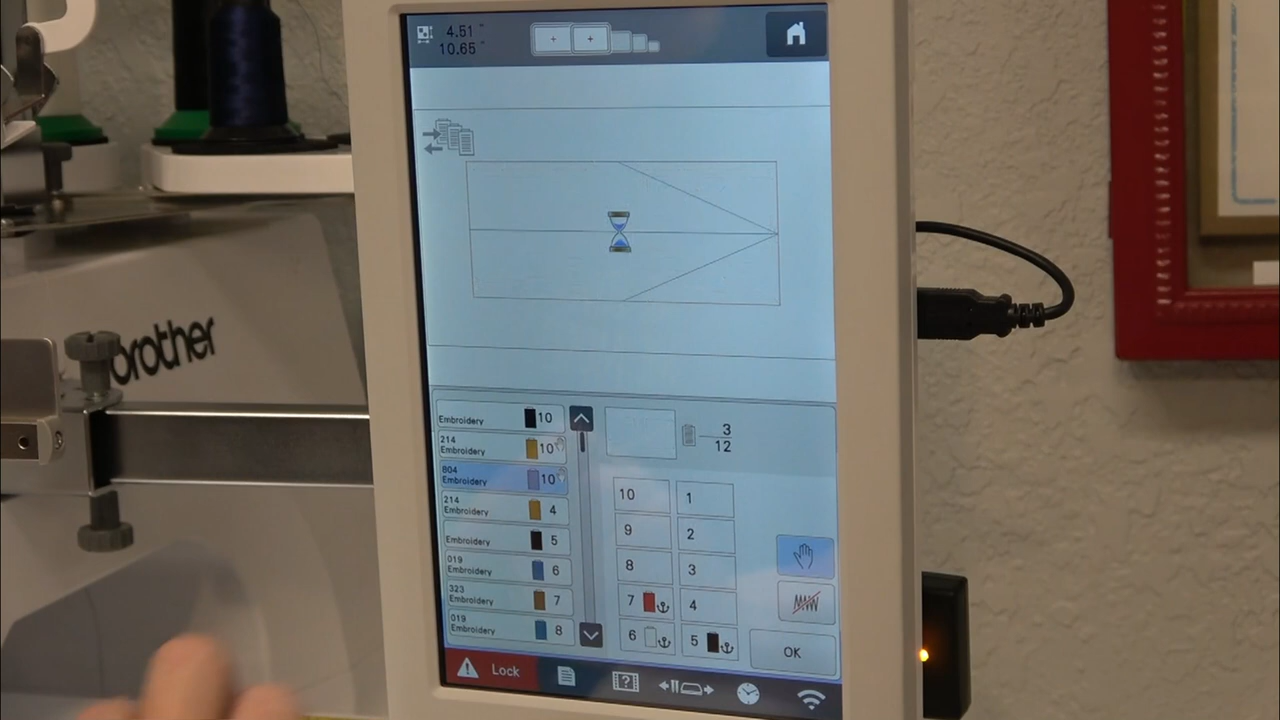 4.51 "
10.65 "
brother
Embroidery 10
214
Embroidery 10
804
Embroidery 10
214
Embroidery 4
Embroidery 5
019
Embroidery 6
323
Embroidery 7
019
Embroidery 8
3
12
10 1
9 2
8 3
7 4
6 5
OK
Lock
?